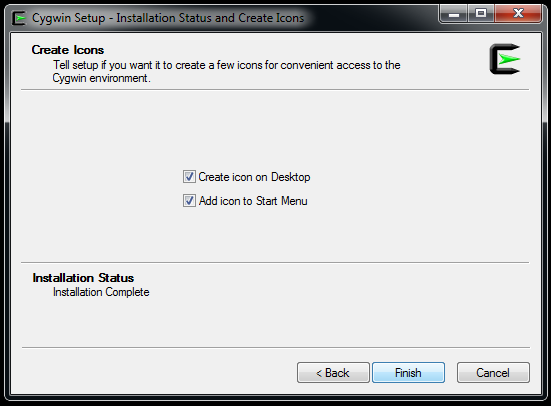 Cygwin Setup - Installation Status and Create Icons
Create Icons
Tell setup if you want it to create a few icons for convenient access to the
Cygwin environment.
Create icon on Desktop
Add icon to Start Menu
Installation Status
Installation Complete
< Back
Finish
Cancel